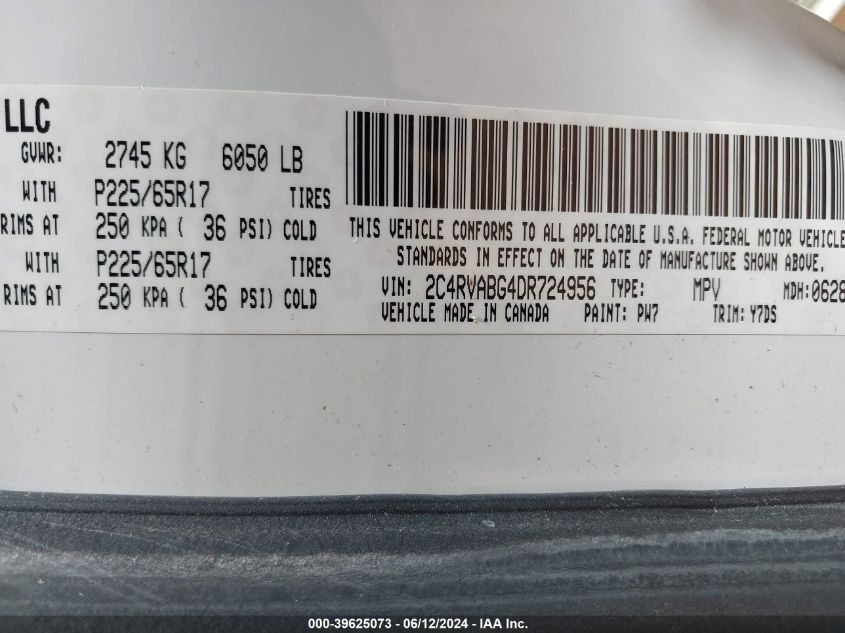 LLC
GVWR: 2745 KG 6050 LB
WITH P225/65R17 TIRES
RIMS AT 250 KPA ( 36 PSI) COLD
WITH P225/65R17 TIRES
RIMS AT 250 KPA ( 36 PSI) COLD
THIS VEHICLE CONFORMS TO ALL APPLICABLE U.S.A. FEDERAL MOTOR VEHICLE
STANDARDS IN EFFECT ON THE DATE OF MANUFACTURE SHOWN ABOVE.
VIN: 2C4RVABG4DR724956 TYPE: MPV MDH:0628
VEHICLE MADE IN CANADA PAINT: PW7 TRIM: Y7DS
000-39625073 - 06/12/2024 - IAA Inc.